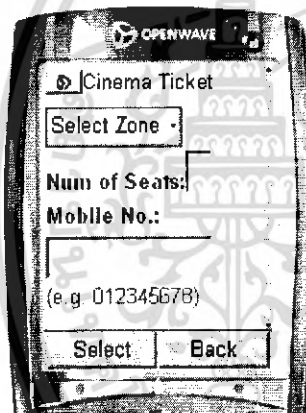 OPENWAVE
Cinema Ticket
Select Zone
Num of Seats:
Mobile No.:
(e.g. 012345678)
Select Back